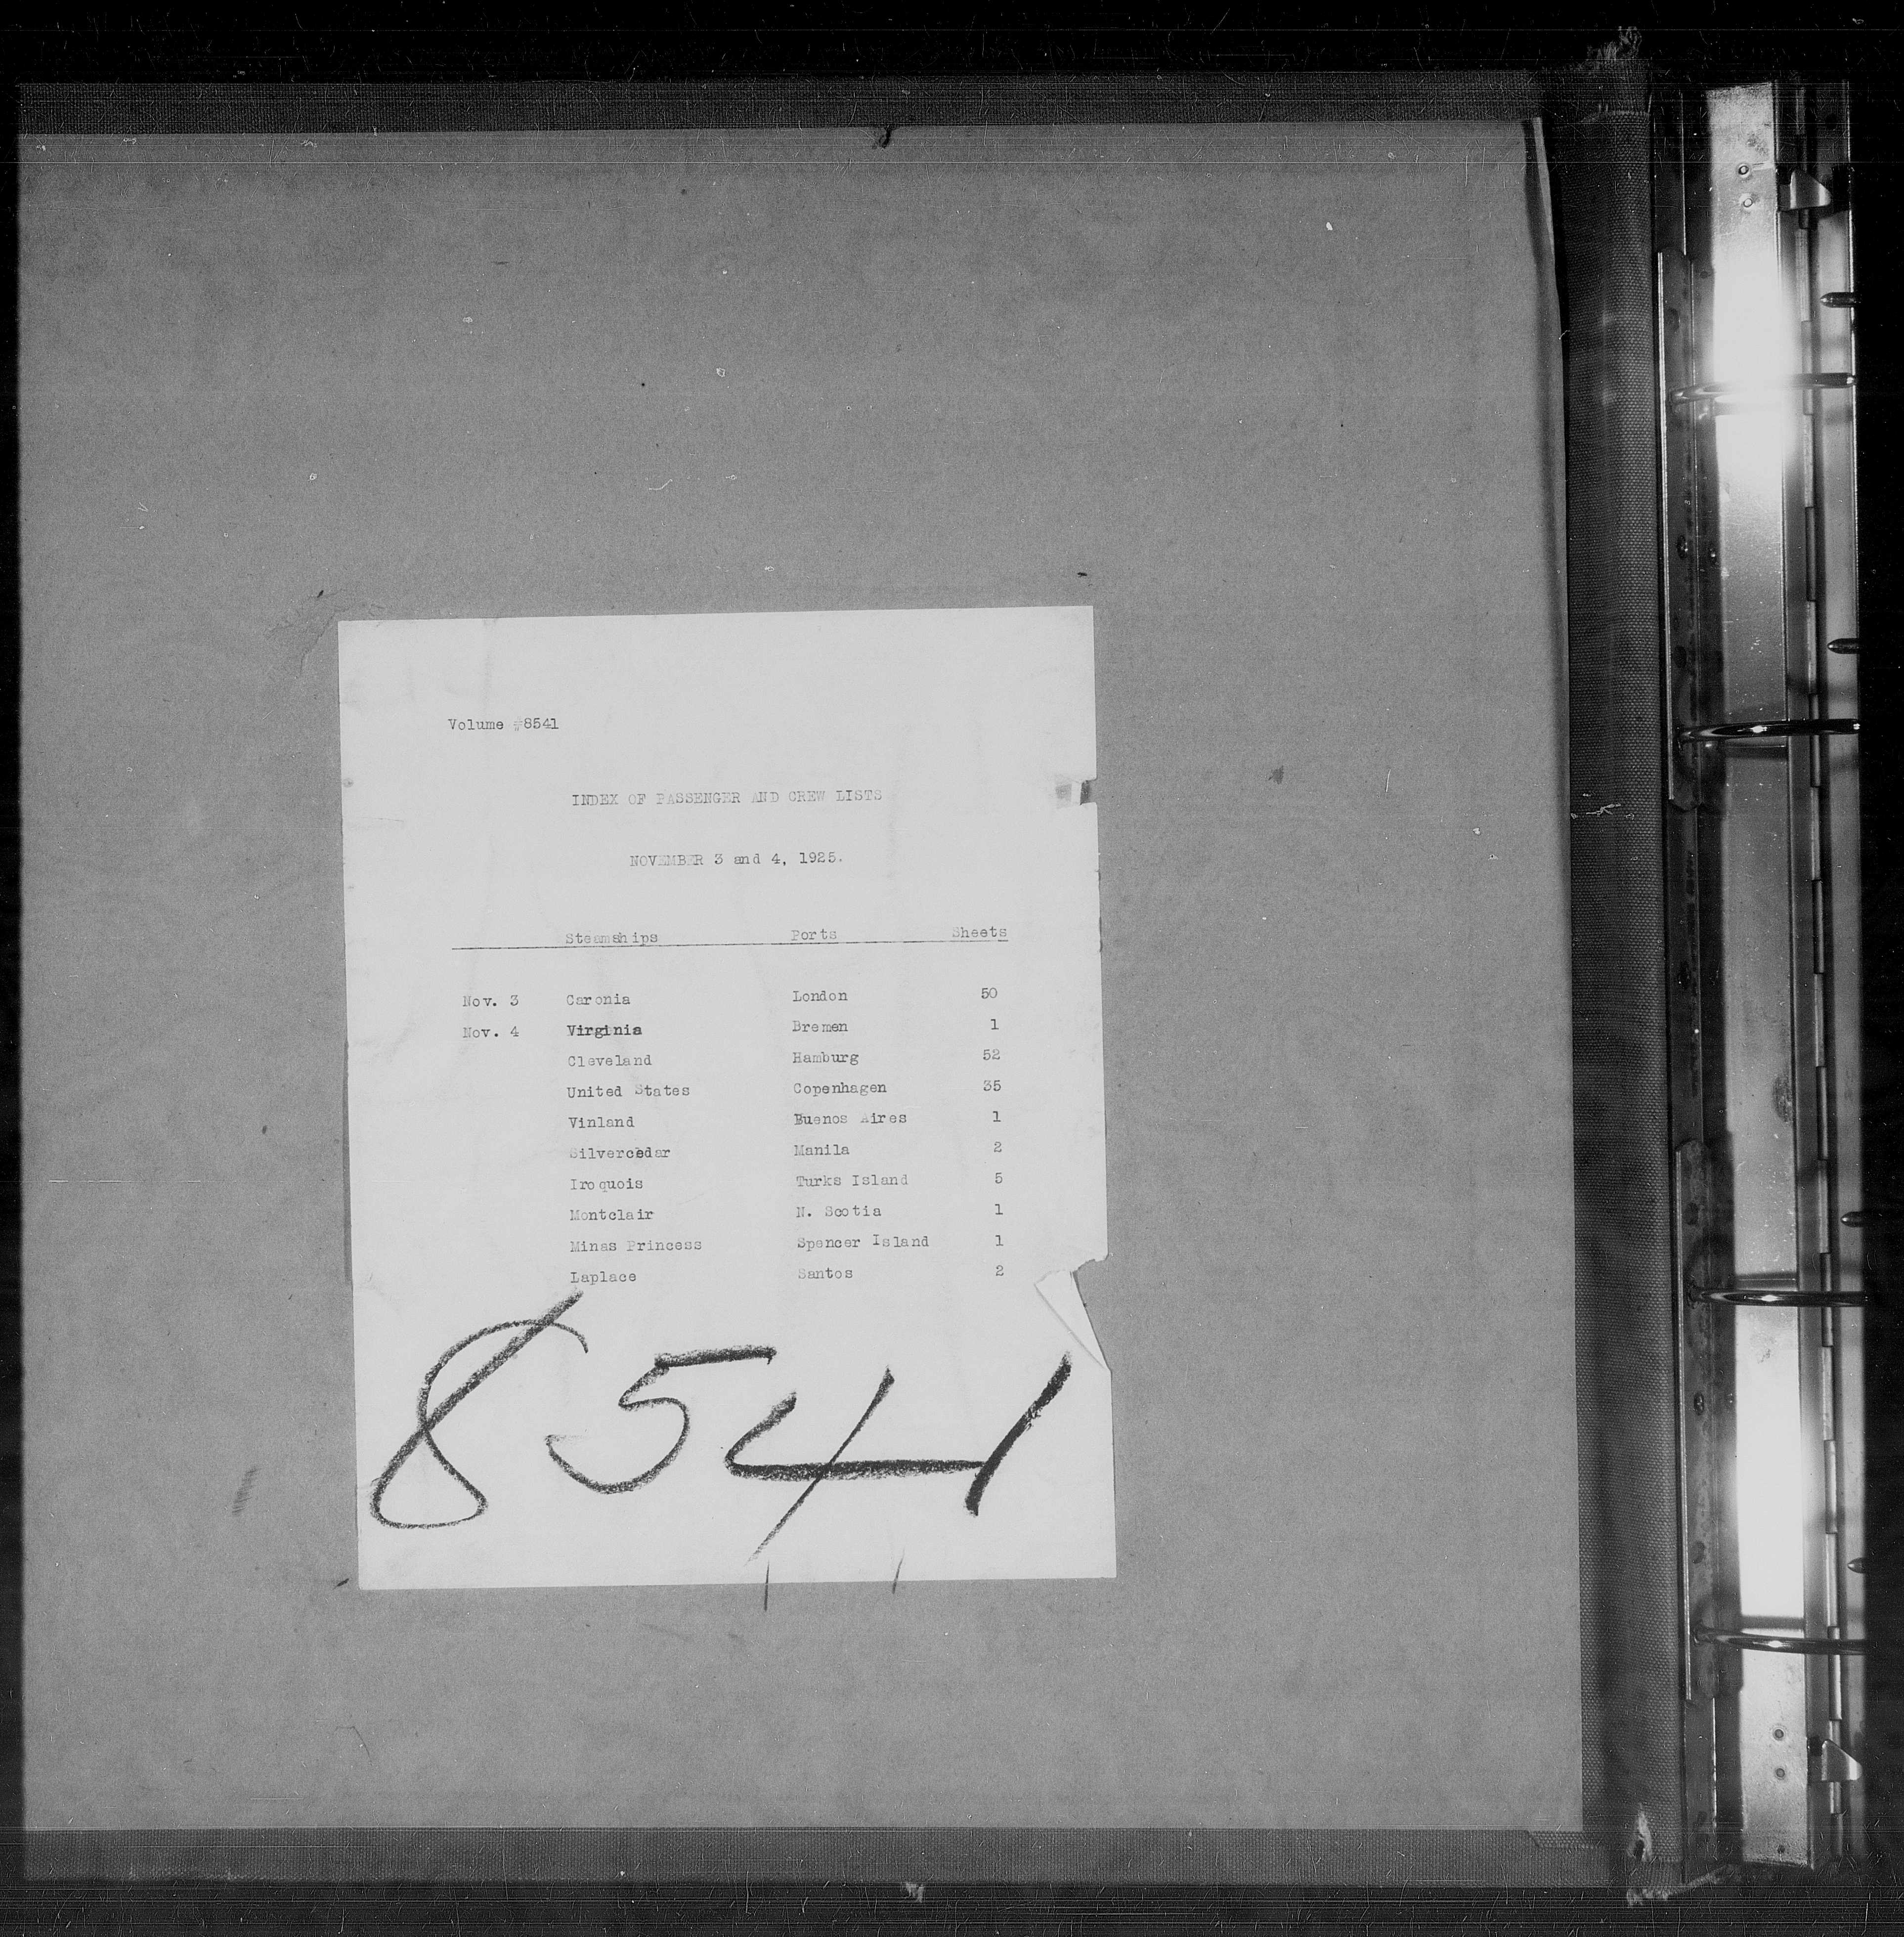 Volume #8541
INDEX OF PASSENGER AND CREW LISTS
NOVEMBER 3 and 4, 1925.
Steamships Ports Sheets
Nov. 3 Caronia London 50
Nov. 4 Virginia Bremen 1
Cleveland Hamburg 52
United States Copenhagen 35
Vinland Buenos Aires 1
Silvercedar Manila 2
Iroquois Turks Island 5
Montclair N. Scotia 1
Minas Princess Spencer Island 1
Laplace Santos 2
8541